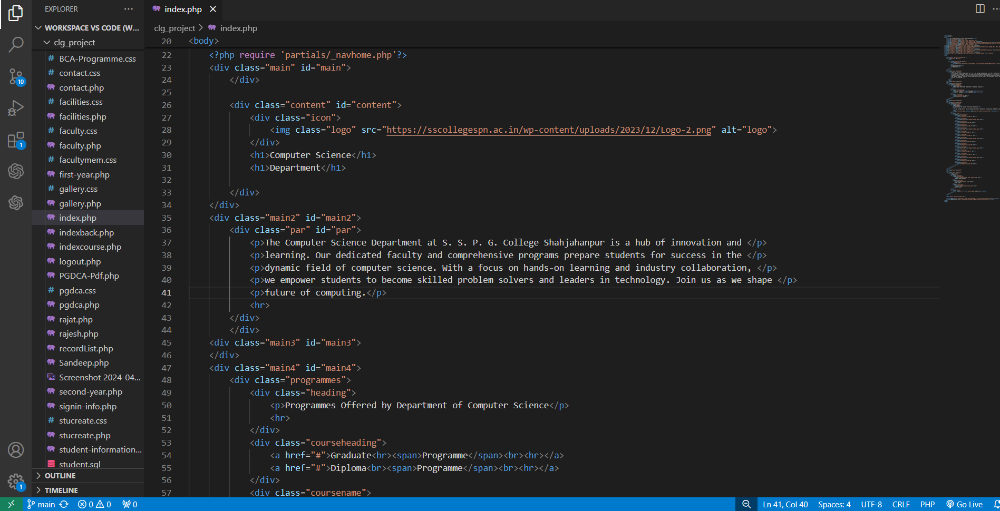 EXPLORER
index.php
WORKSPACE VS CODE (W...
clg_project
BCA-Programme.css
contact.css
contact.php
facilities.css
facilities.php
faculty.css
faculty.php
facultymem.css
first-year.php
gallery.css
gallery.php
index.php
indexback.php
indexcourse.php
logout.php
PGDCA-Pdf.php
pgdca.css
pgdca.php
rajat.php
rajesh.php
recordList.php
Sandeep.php
Screenshot 2024-04...
second-year.php
signin-info.php
stucreate.css
stucreate.php
student-information...
student.sql
OUTLINE
TIMELINE
10
1
1
clg_project > index.php
20 <body>
22 <?php require 'partials/_navhome.php'?>
23 <div class="main" id="main">
24 </div>
25
26 <div class="content" id="content">
27 <div class="icon">
28 <img class="logo" src="https://sscollegespn.ac.in/wp-content/uploads/2023/12/Logo-2.png" alt="logo">
29 </div>
30 <h1>Computer Science</h1>
31 <h1>Department</h1>
32
33 </div>
34 </div>
35 <div class="main2" id="main2">
36 <div class="par" id="par">
37 <p>The Computer Science Department at S. S. P. G. College Shahjahanpur is a hub of innovation and </p>
38 <p>learning. Our dedicated faculty and comprehensive programs prepare students for success in the </p>
39 <p>dynamic field of computer science. With a focus on hands-on learning and industry collaboration, </p>
40 <p>we empower students to become skilled problem solvers and leaders in technology. Join us as we shape </p>
41 <p>future of computing.</p>
42 <hr>
43 </div>
44 </div>
45 <div class="main3" id="main3">
46 </div>
47 <div class="main4" id="main4">
48 <div class="programmes">
49 <div class="heading">
50 <p>Programmes Offered by Department of Computer Science</p>
51 <hr>
52 </div>
53 <div class="courseheading">
54 <a href="#">Graduate<br><span>Programme</span><br><hr></a>
55 <a href="#">Diploma<br><span>Programme</span><br><hr></a>
56 </div>
57 <div class="coursename">
main 0 0 0 Ln 41, Col 40 Spaces: 4 UTF-8 CRLF PHP Go Live